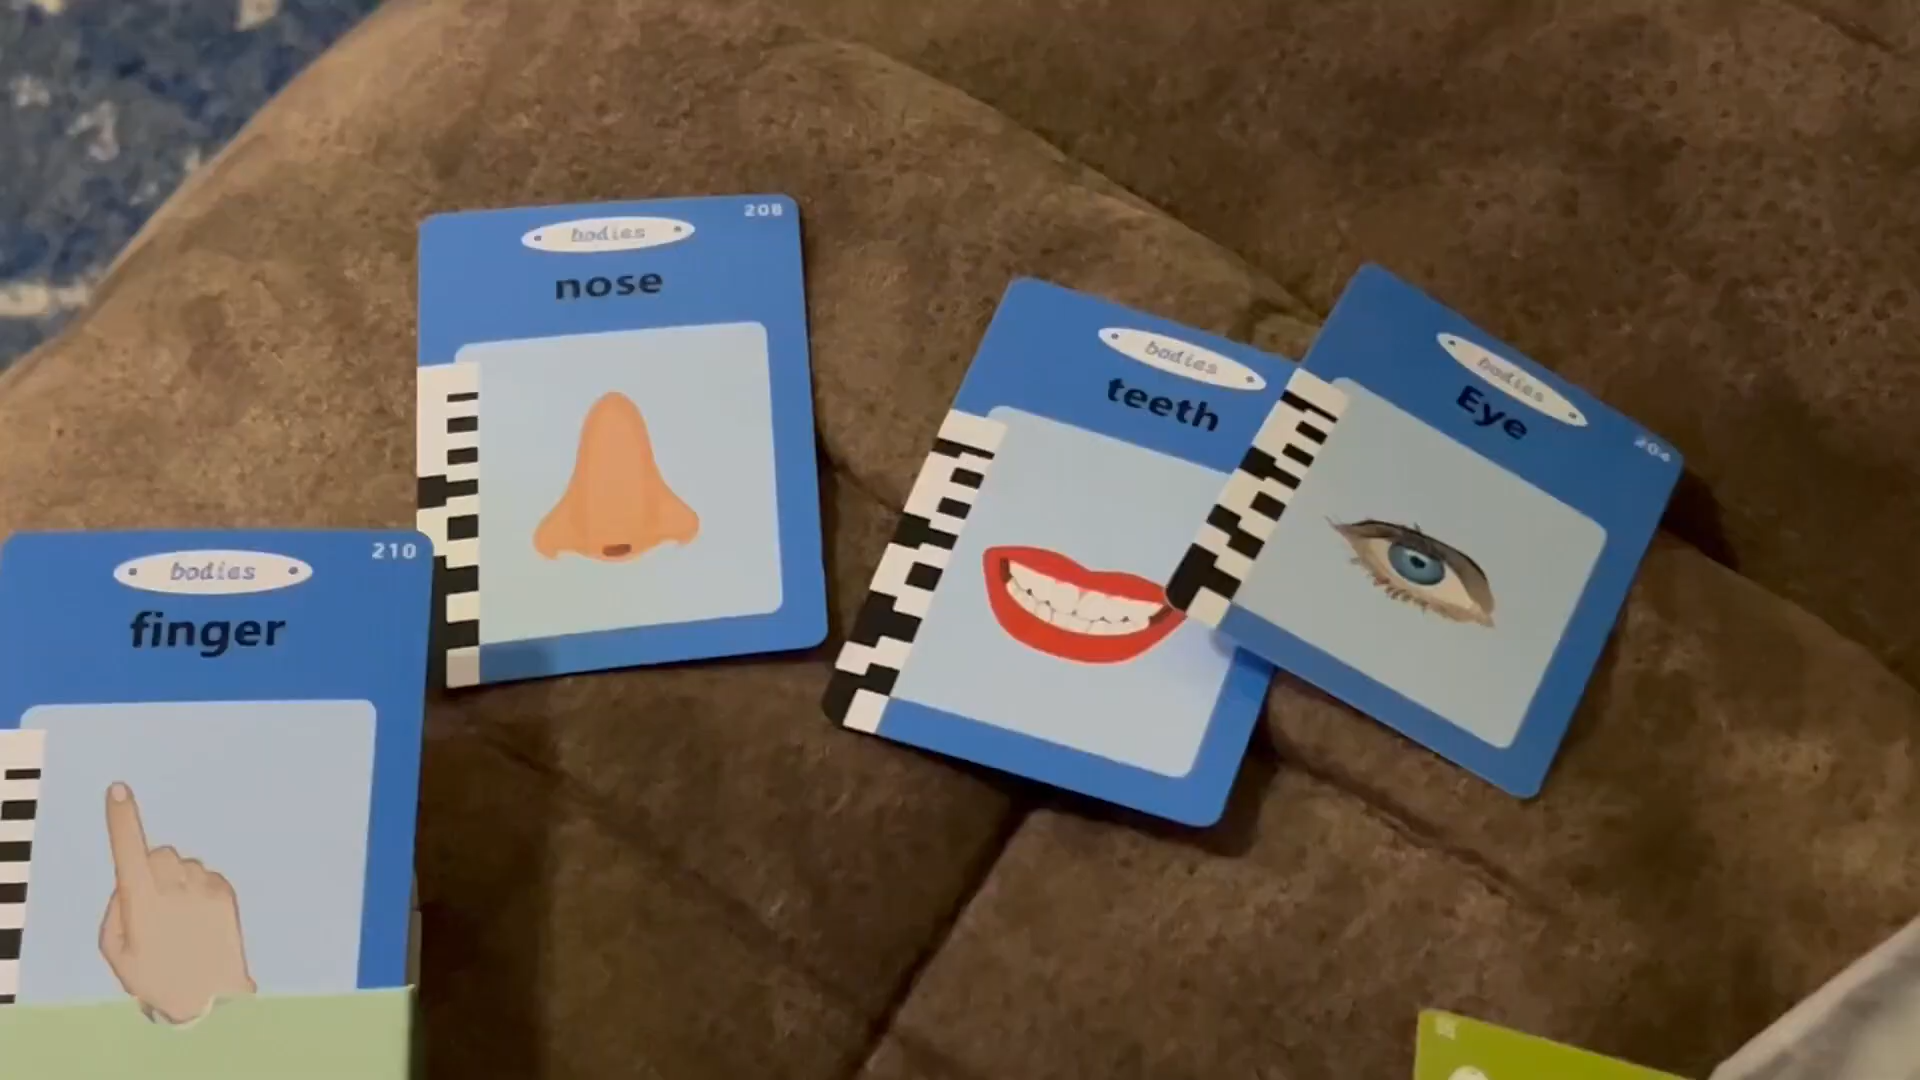 208
bodies
nose
bodies
teeth
bodies
Eye
204
210
bodies
finger